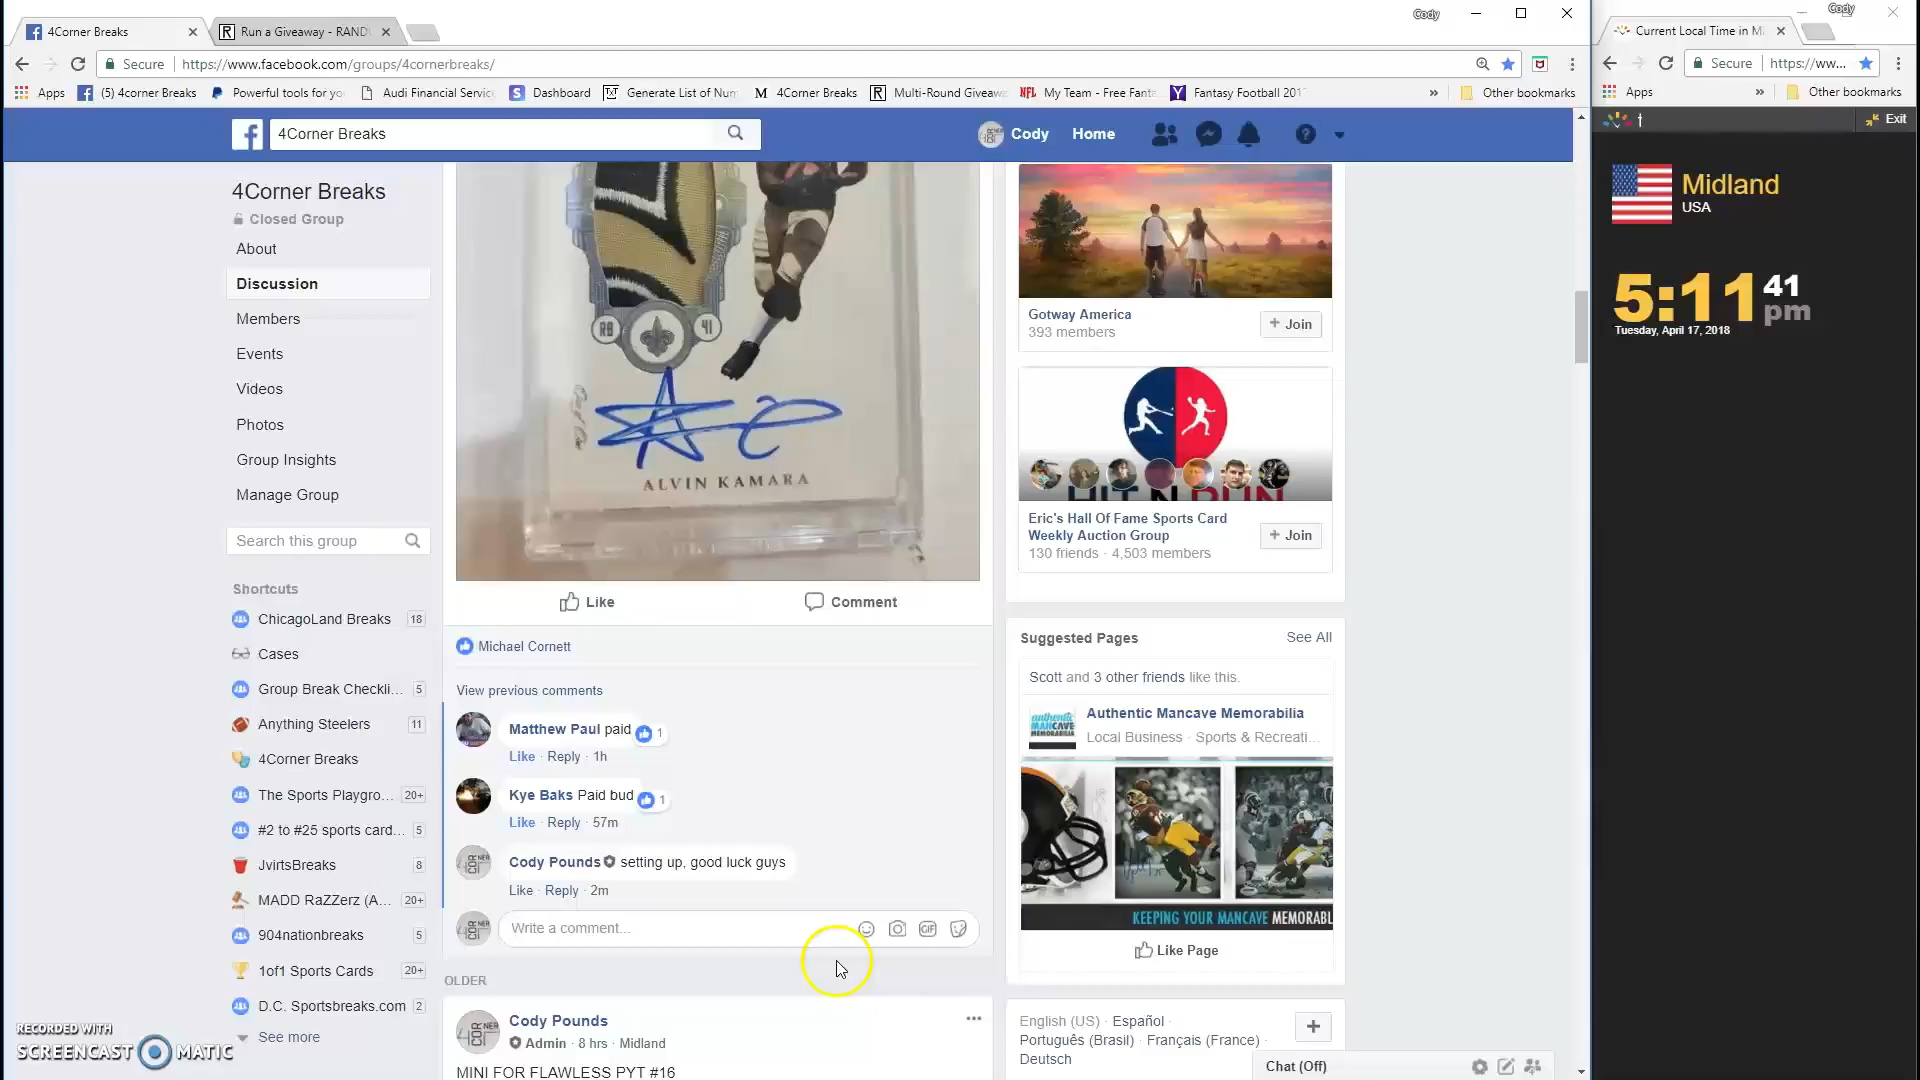 Cody
Cody
4Corner Breaks
Run a Giveaway - RAND
Current Local Time in M
Secure
https://www.facebook.com/groups/4cornerbreaks/
Secure
https://ww...
Apps
(5) 4corner Breaks
Powerful tools for yo
Audi Financial Service
Dashboard
Generate List of Num
4Corner Breaks
Multi-Round Giveaw
My Team - Free Fanta
Fantasy Football 201
»
Other bookmarks
Apps
»
Other bookmarks
4Corner Breaks
Cody
Home
Exit
4Corner Breaks
Closed Group
About
Discussion
Members
Events
Videos
Photos
Group Insights
Manage Group
Search this group
Shortcuts
ChicagoLand Breaks 18
Cases
Group Break Checkli... 5
Anything Steelers 11
4Corner Breaks
The Sports Playgro... 20+
#2 to #25 sports card... 5
JvirtsBreaks 8
MADD RaZZerz (A... 20+
904nationbreaks 5
1of1 Sports Cards 20+
D.C. Sportsbreaks.com 2
See more
RECORDED WITH
SCREENCAST MATIC
RB 41
ALVIN KAMARA
Like
Comment
Michael Cornett
View previous comments
Matthew Paul paid 1
Like · Reply · 1h
Kye Baks Paid bud 1
Like · Reply · 57m
Cody Pounds setting up, good luck guys
Like · Reply · 2m
Write a comment...
GIF
OLDER
Cody Pounds
Admin · 8 hrs · Midland
MINI FOR FLAWLESS PYT #16
Gotway America
393 members
+ Join
HIT N RUN
Eric's Hall Of Fame Sports Card
Weekly Auction Group
130 friends · 4,503 members
+ Join
Suggested Pages
See All
Scott and 3 other friends like this.
authentic
MANCAVE
MEMORABILIA
Authentic Mancave Memorabilia
Local Business · Sports & Recreati...
KEEPING YOUR MANCAVE MEMORABL
Like Page
English (US) · Español ·
Português (Brasil) · Français (France) ·
Deutsch
Chat (Off)
Midland
USA
5:11 41
pm
Tuesday, April 17, 2018